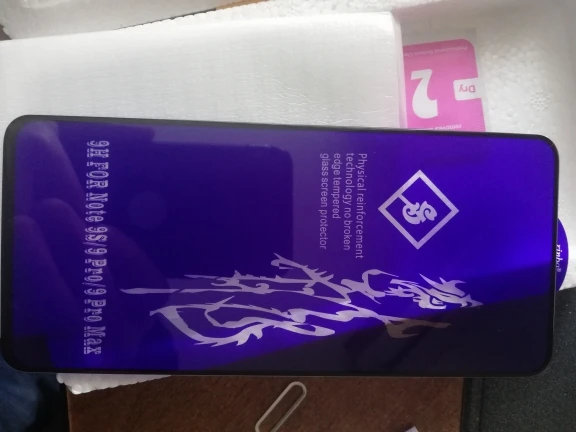 Physical reinforcement
technology no broken
edge tempered
glass screen protector
9H FOR Note 9S/9 Pro/9 Pro Max
2
Dry